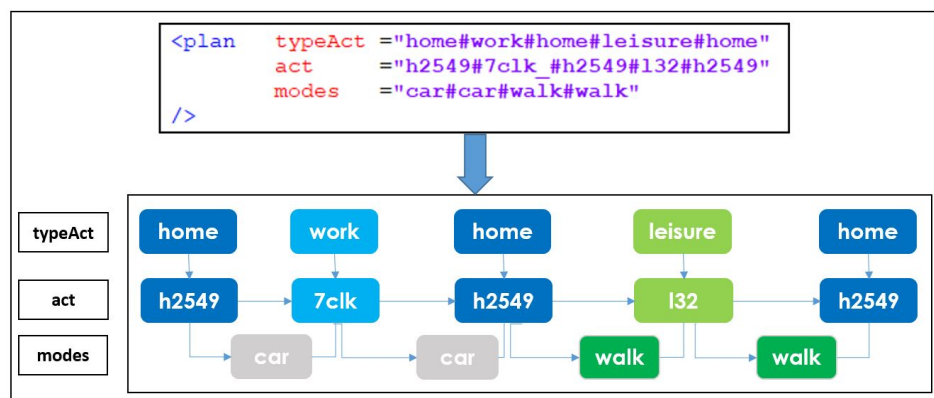 <plan typeAct ="home#work#home#leisure#home"
act ="h2549#7clk_#h2549#l32#h2549"
modes ="car#car#walk#walk"
/>
typeAct home work home leisure home
act h2549 7clk h2549 l32 h2549
modes car car walk walk